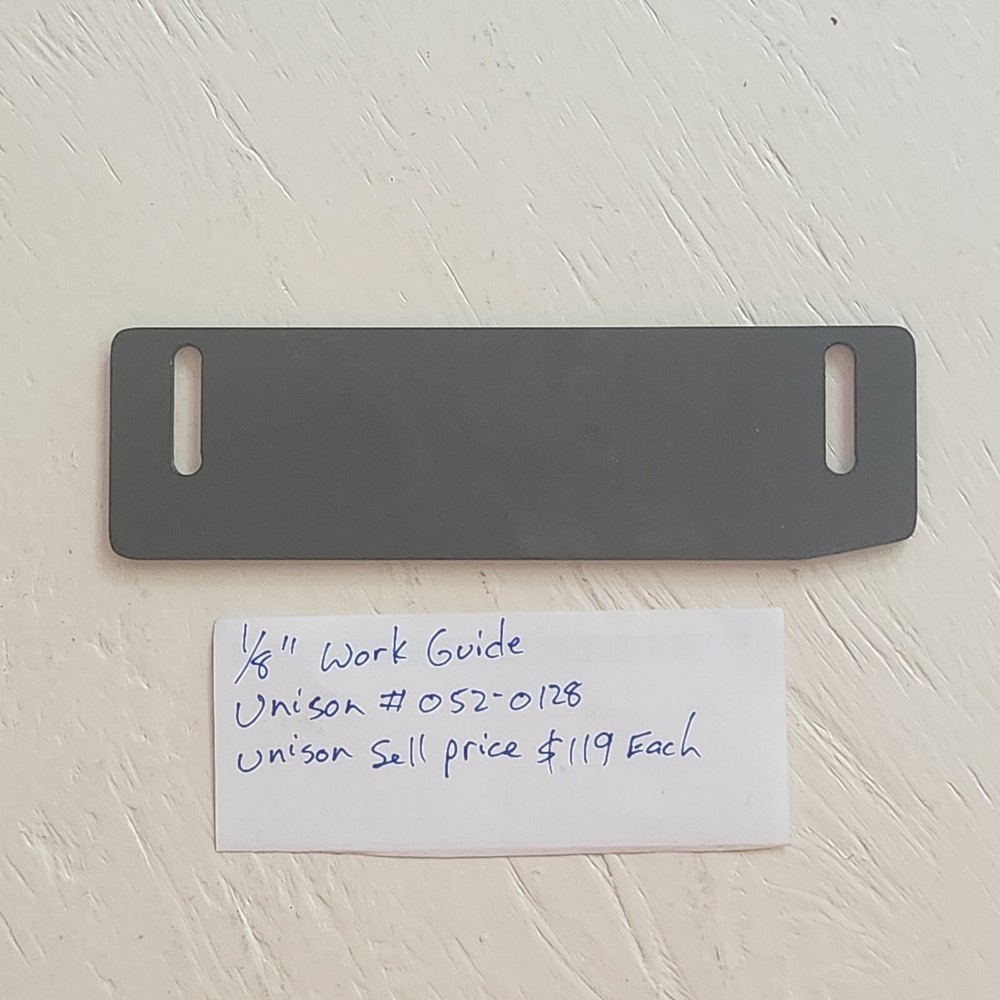 1/8" Work Guide
Unison # 052-0128
unison Sell price $119 Each